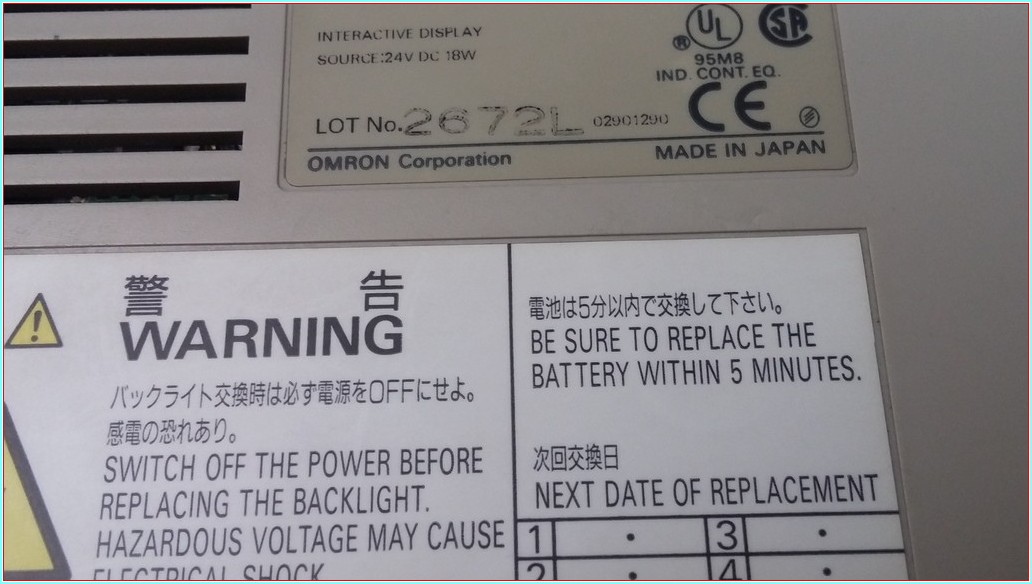 INTERACTIVE DISPLAY
SOURCE:24V DC 18W
UL
SA
®
95M8
IND. CONT. EQ.
CE
LOT No. 2672L 02901290
OMRON Corporation
MADE IN JAPAN
警告
WARNING
バックライト交換時は必ず電源をOFFにせよ。
感電の恐れあり。
SWITCH OFF THE POWER BEFORE
REPLACING THE BACKLIGHT.
HAZARDOUS VOLTAGE MAY CAUSE
ELECTRICAL SHOCK
電池は5分以内で交換して下さい。
BE SURE TO REPLACE THE
BATTERY WITHIN 5 MINUTES.
次回交換日
NEXT DATE OF REPLACEMENT
1 ・ 3 ・
2 ・ 4 ・